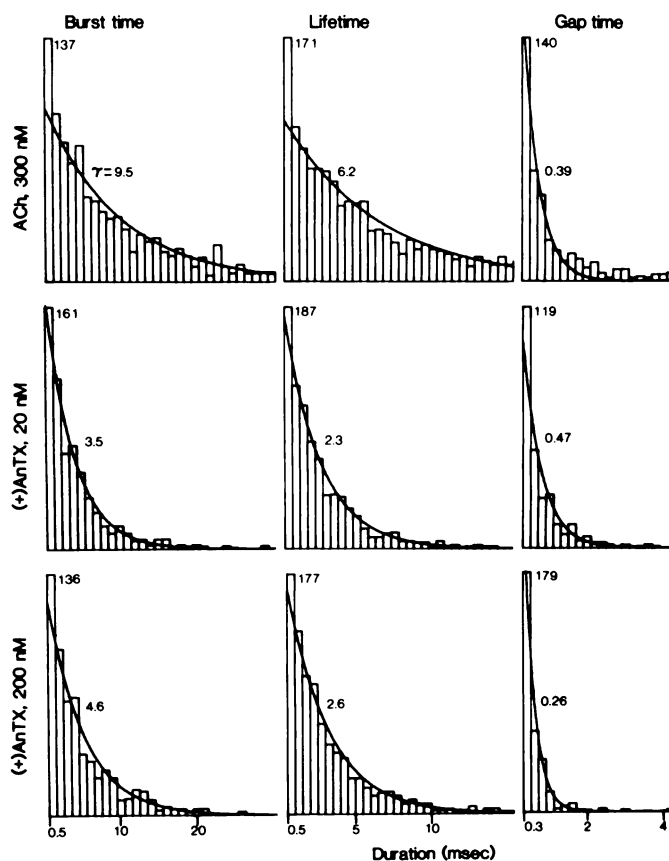 Burst time Lifetime Gap time
ACh, 300 nM
137 171 140
τ=9.5 6.2 0.39
(+)AnTX, 20 nM
161 187 119
3.5 2.3 0.47
(+)AnTX, 200 nM
136 177 179
4.6 2.6 0.26
0.5 10 20 0.5 5 10 0.3 2 4
Duration (msec)